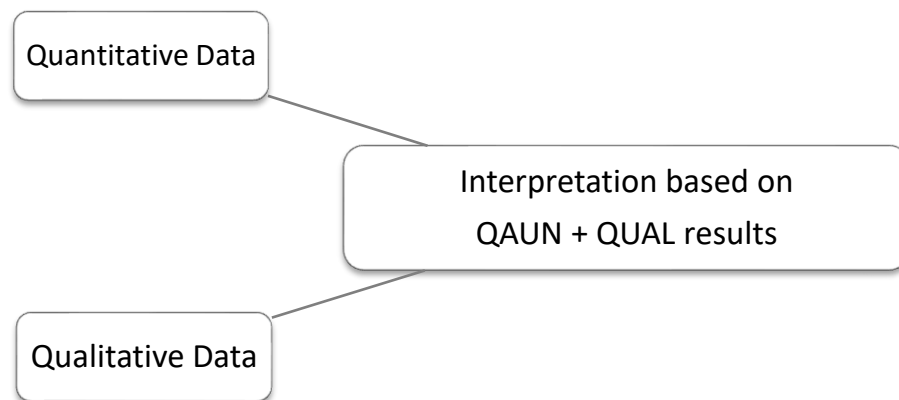 Quantitative Data
Interpretation based on
QAUN + QUAL results
Qualitative Data